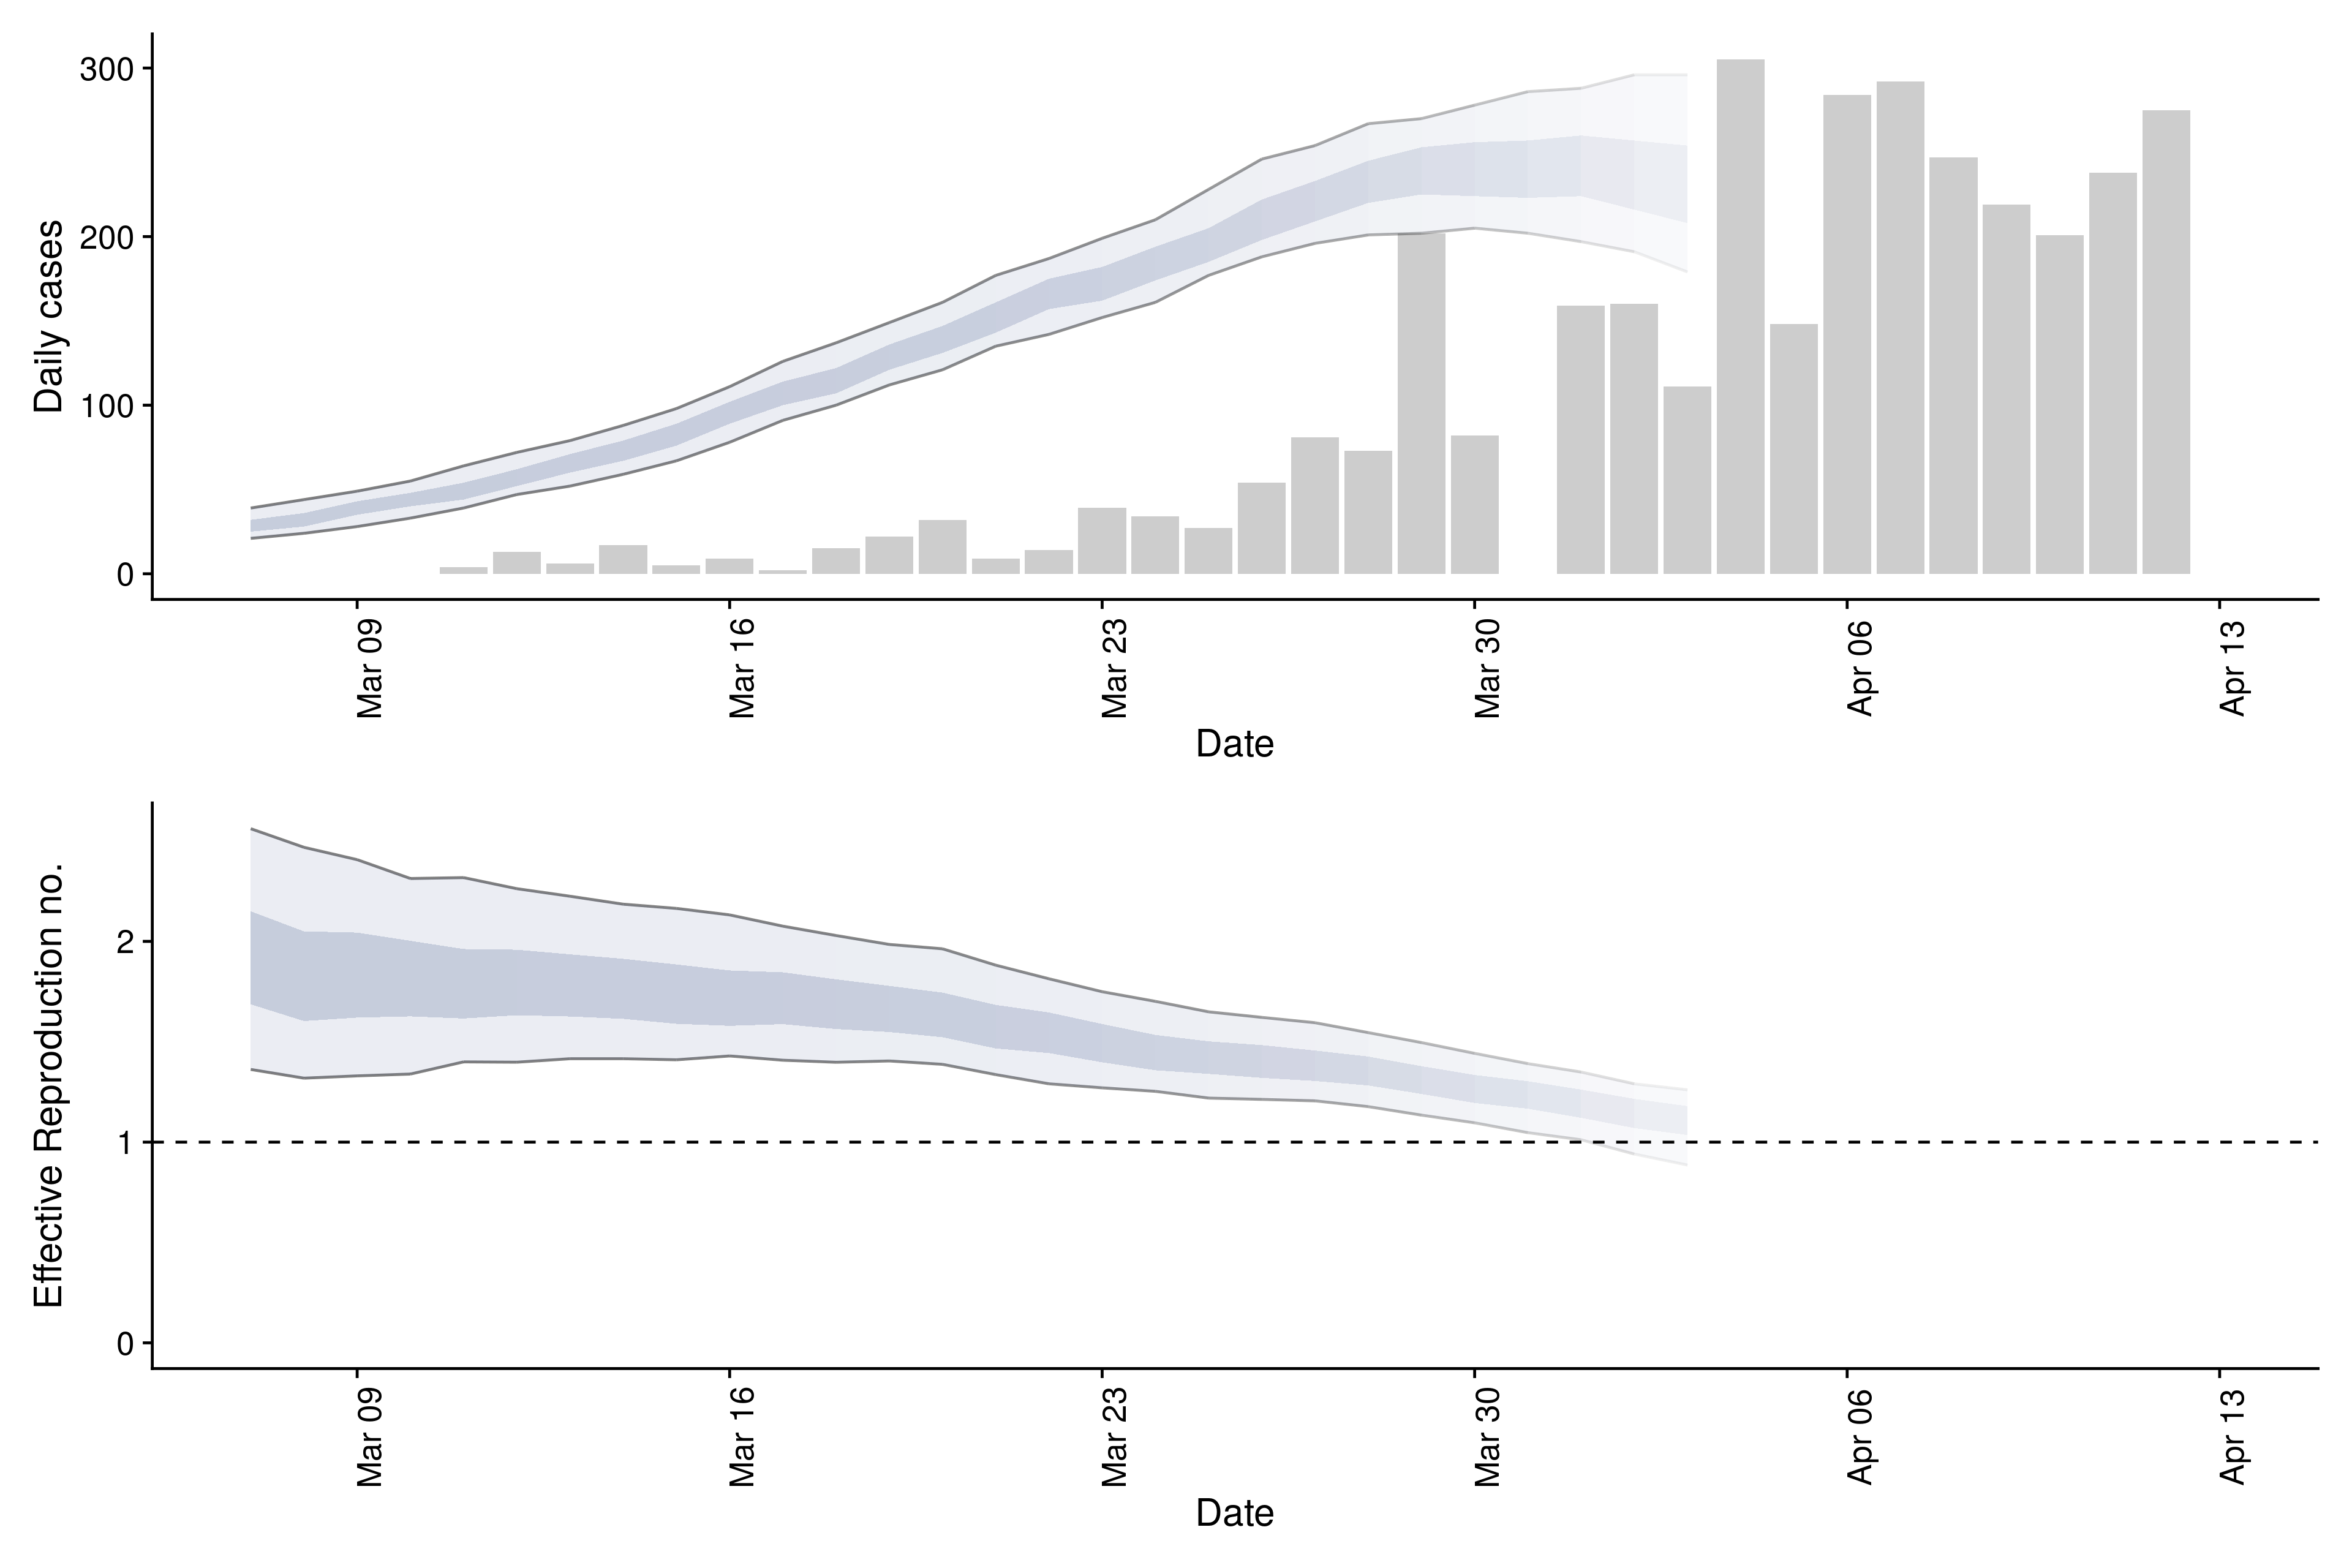 Daily cases
300
200
100
0
Mar 09
Mar 16
Mar 23
Mar 30
Apr 06
Apr 13
Date
Effective Reproduction no.
2
1
0
Mar 09
Mar 16
Mar 23
Mar 30
Apr 06
Apr 13
Date